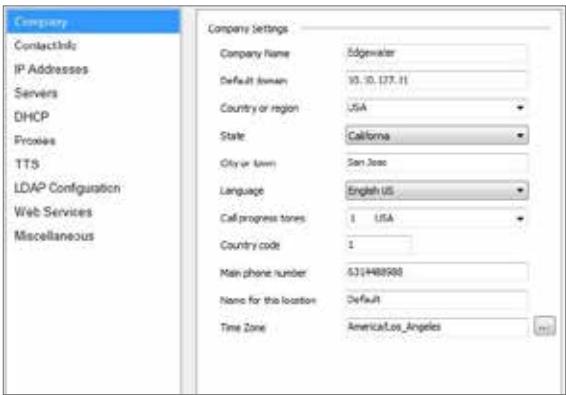 Company
ContactInfo
IP Addresses
Servers
DHCP
Proxies
TTS
LDAP Configuration
Web Services
Miscellaneous
Company Settings
Company Name Edgewater
Default domain 10.10.127.11
Country or region USA
State California
City or town San Jose
Language English US
Call progress tones 1 USA
Country code 1
Main phone number
Name for this location Default
Time Zone America/Los_Angeles ...